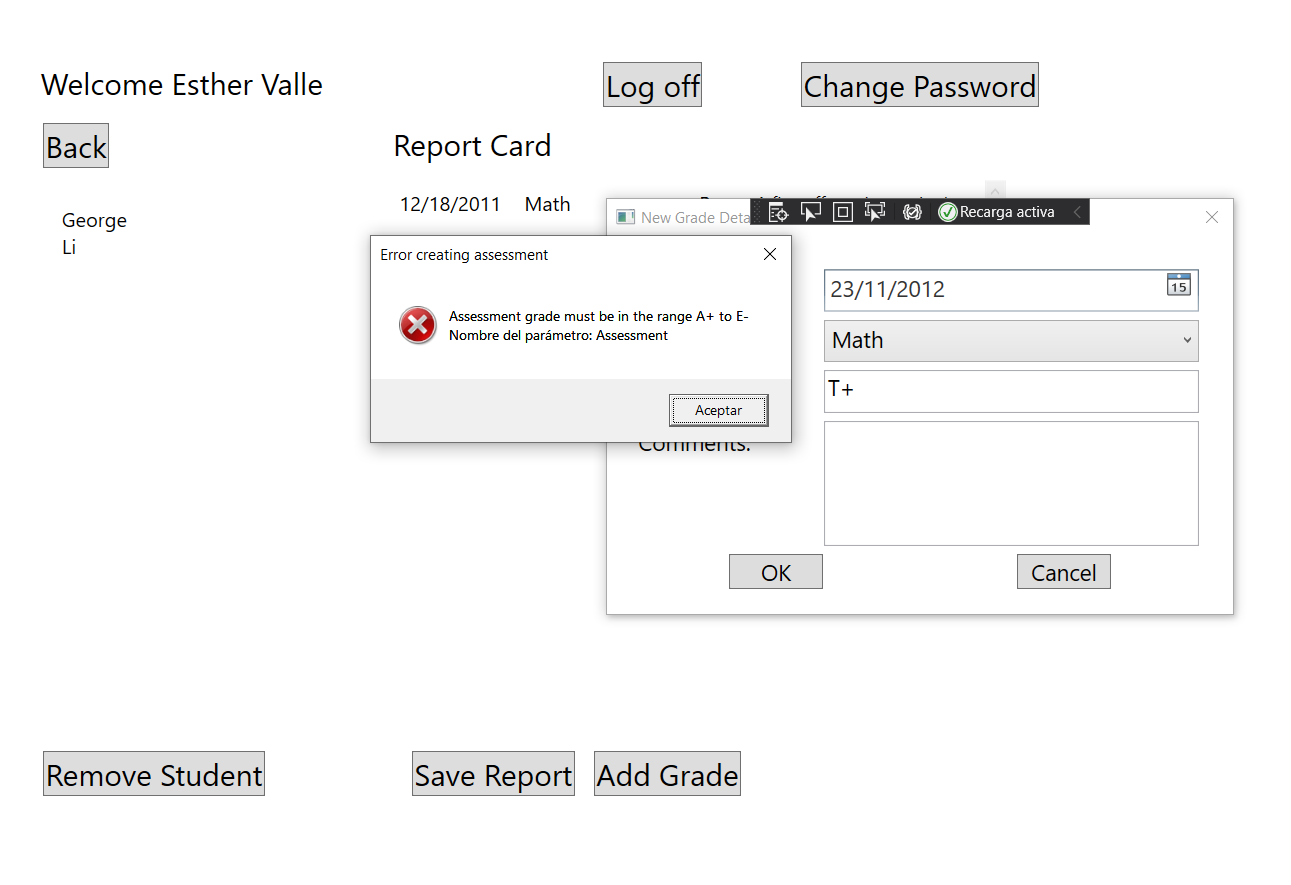 Welcome Esther Valle
Log off
Change Password
Back
Report Card
12/18/2011 Math
George
Li
New Grade Deta
Recarga activa
Error creating assessment
Assessment grade must be in the range A+ to E-
Nombre del parámetro: Assessment
Aceptar
23/11/2012
15
Math
T+
Comments:
OK
Cancel
Remove Student
Save Report
Add Grade